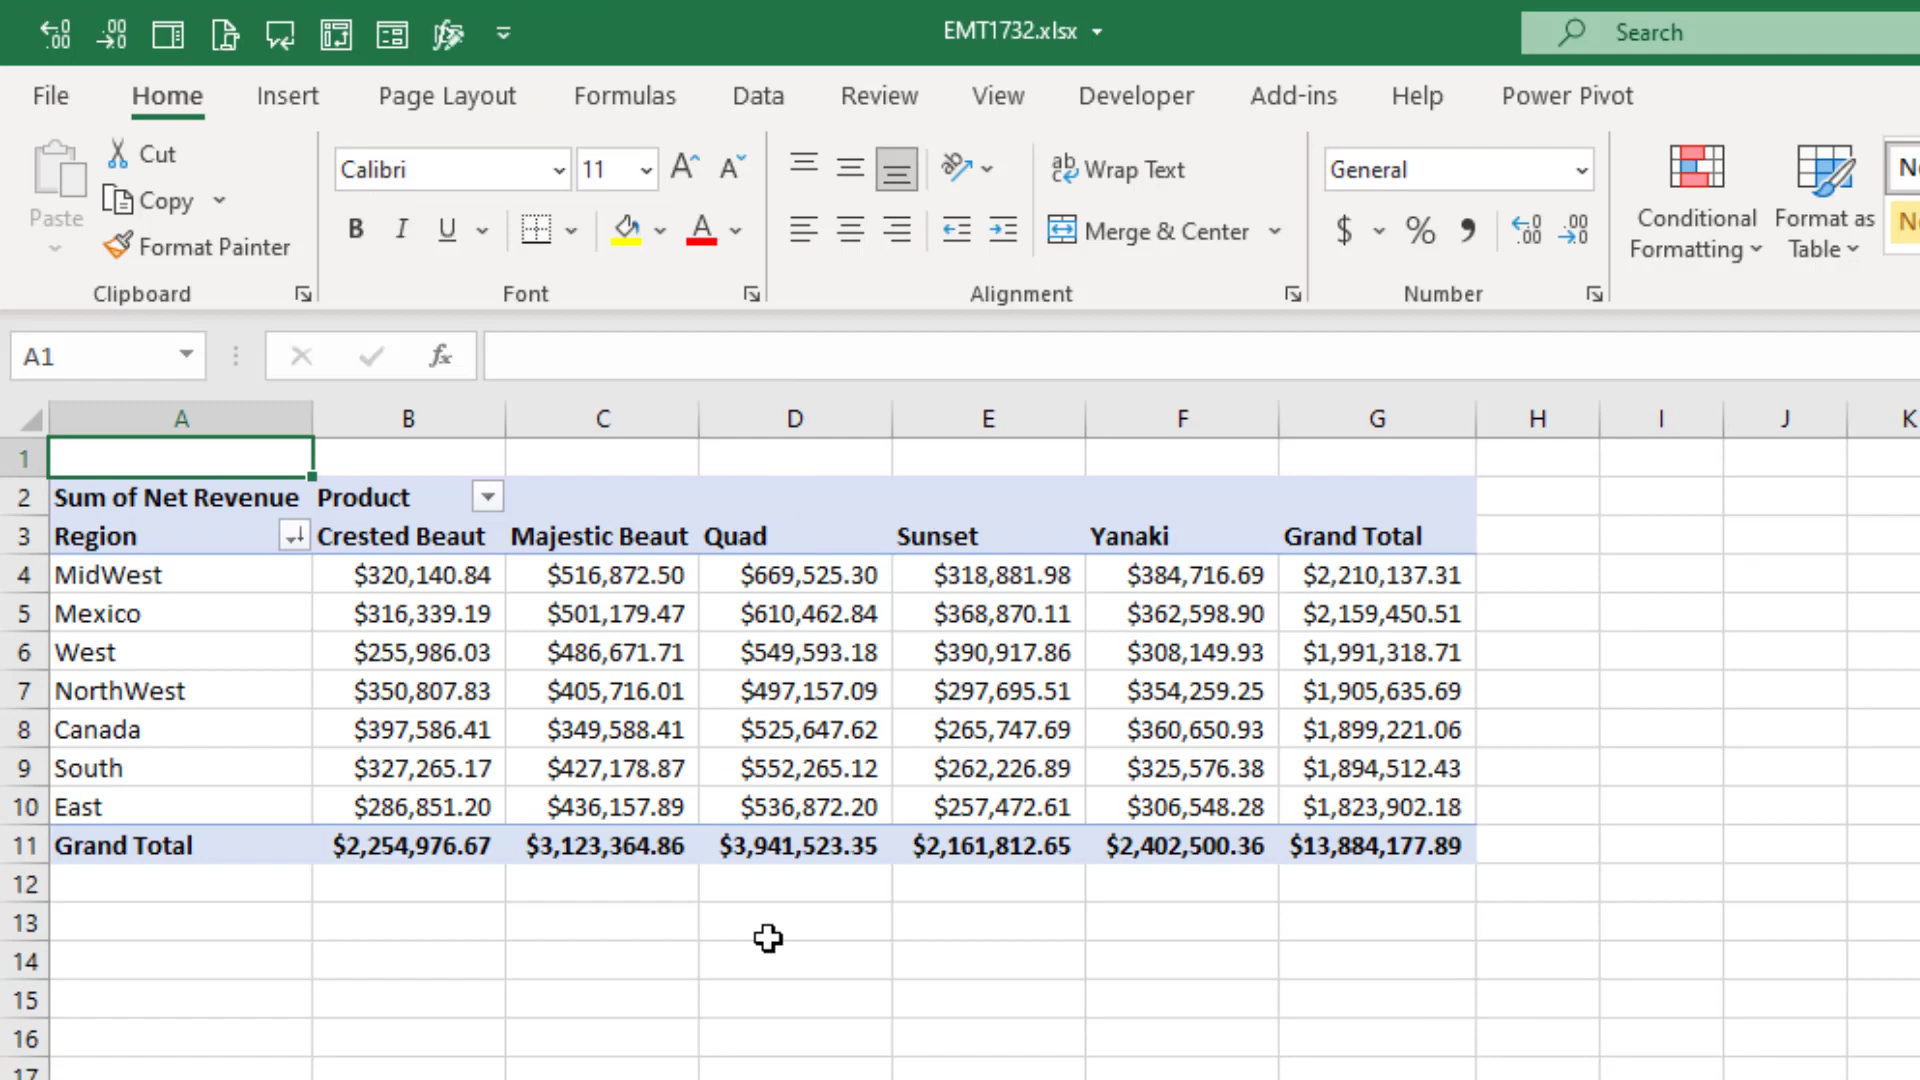 EMT1732.xlsx
Search
File Home Insert Page Layout Formulas Data Review View Developer Add-ins Help Power Pivot
Paste
Cut
Copy
Format Painter
Clipboard
Calibri 11
B I U
Font
Wrap Text
Merge & Center
Alignment
General
$ % ,
Number
Conditional
Formatting
Format as
Table
A1
fx
A B C D E F G H I J K
1
2 Sum of Net Revenue Product
3 Region Crested Beaut Majestic Beaut Quad Sunset Yanaki Grand Total
4 MidWest $320,140.84 $516,872.50 $669,525.30 $318,881.98 $384,716.69 $2,210,137.31
5 Mexico $316,339.19 $501,179.47 $610,462.84 $368,870.11 $362,598.90 $2,159,450.51
6 West $255,986.03 $486,671.71 $549,593.18 $390,917.86 $308,149.93 $1,991,318.71
7 NorthWest $350,807.83 $405,716.01 $497,157.09 $297,695.51 $354,259.25 $1,905,635.69
8 Canada $397,586.41 $349,588.41 $525,647.62 $265,747.69 $360,650.93 $1,899,221.06
9 South $327,265.17 $427,178.87 $552,265.12 $262,226.89 $325,576.38 $1,894,512.43
10 East $286,851.20 $436,157.89 $536,872.20 $257,472.61 $306,548.28 $1,823,902.18
11 Grand Total $2,254,976.67 $3,123,364.86 $3,941,523.35 $2,161,812.65 $2,402,500.36 $13,884,177.89
12
13
14
15
16
17